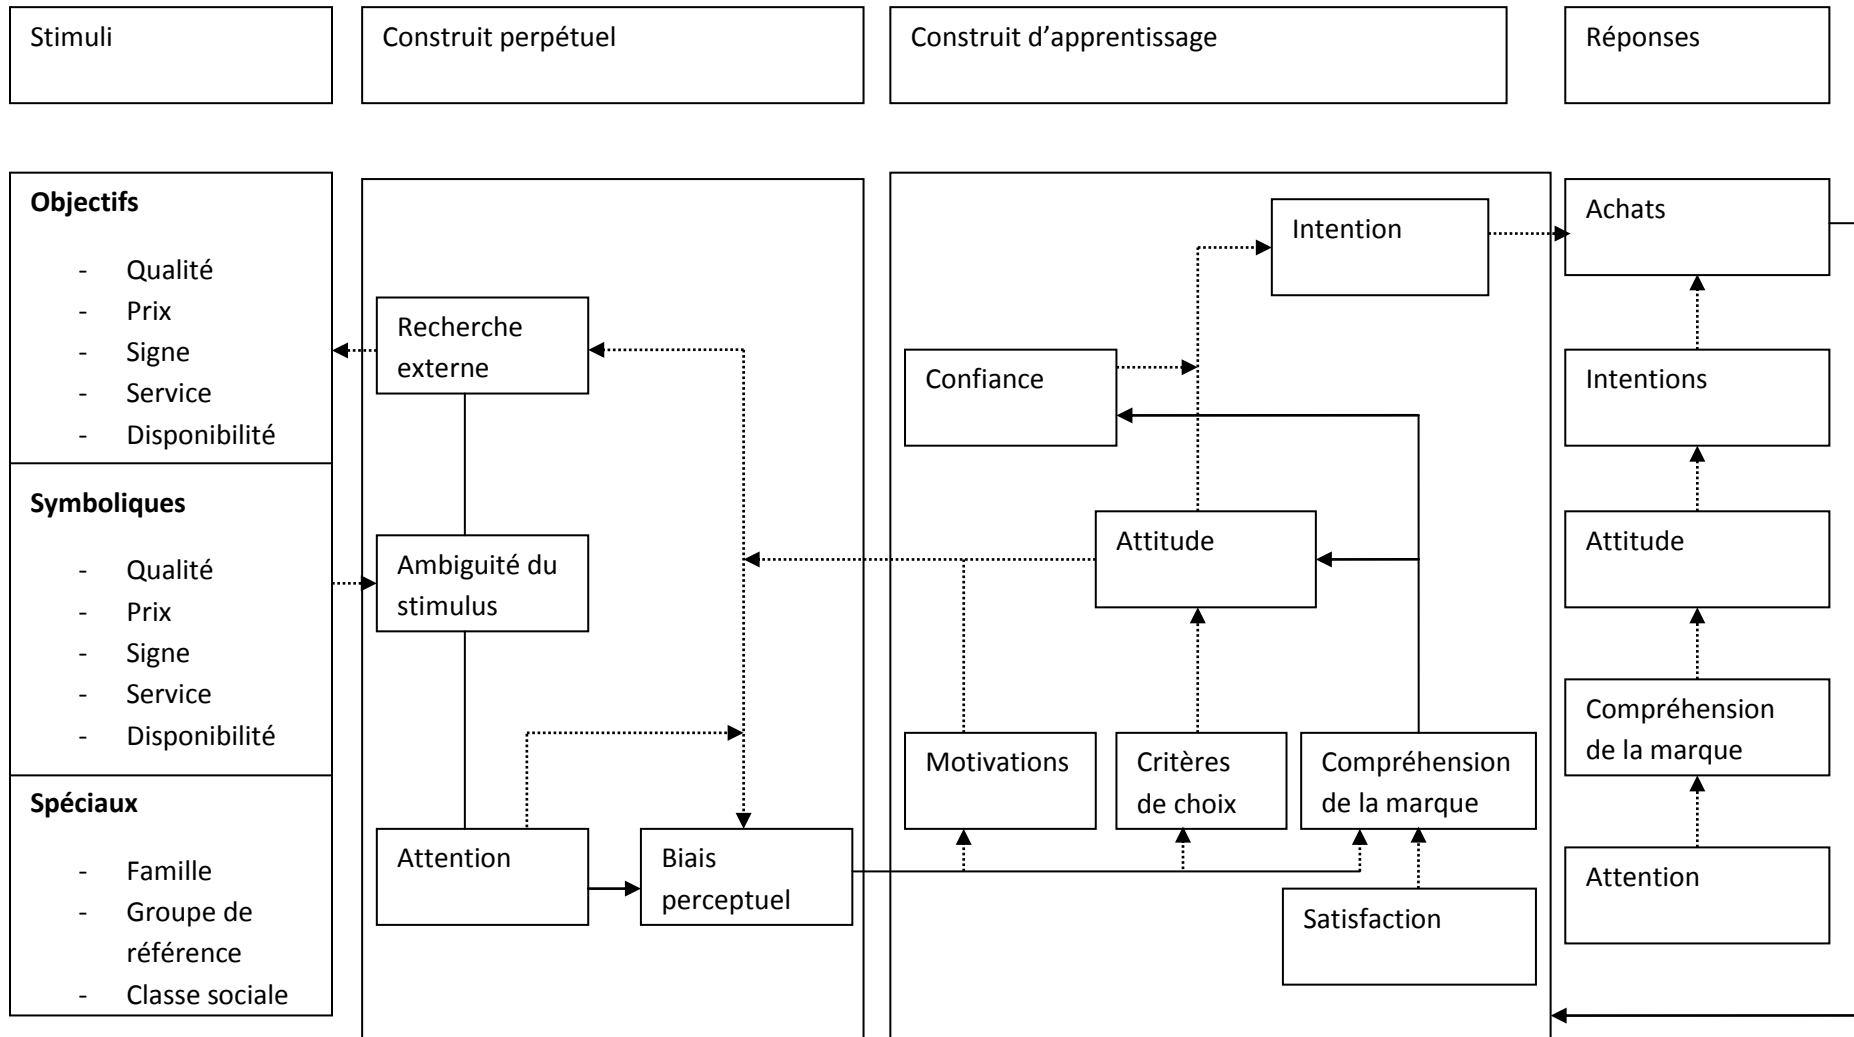 Stimuli
Construit perpétuel
Construit d’apprentissage
Réponses
Objectifs
- Qualité
- Prix
- Signe
- Service
- Disponibilité
Symboliques
- Qualité
- Prix
- Signe
- Service
- Disponibilité
Spéciaux
- Famille
- Groupe de
référence
- Classe sociale
Recherche
externe
Ambiguité du
stimulus
Attention
Biais
perceptuel
Intention
Confiance
Attitude
Motivations
Critères
de choix
Compréhension
de la marque
Satisfaction
Achats
Intentions
Attitude
Compréhension
de la marque
Attention